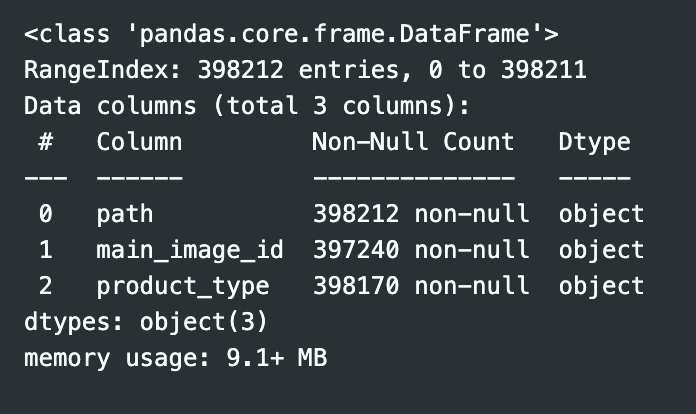 <class 'pandas.core.frame.DataFrame'>
RangeIndex: 398212 entries, 0 to 398211
Data columns (total 3 columns):
 #   Column         Non-Null Count   Dtype
---  ------         --------------   -----
 0   path           398212 non-null  object
 1   main_image_id  397240 non-null  object
 2   product_type   398170 non-null  object
dtypes: object(3)
memory usage: 9.1+ MB